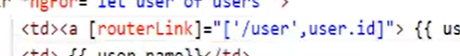 *ngFor="let user of users">
<td><a [routerLink]="['/user',user.id]"> {{ us
<td> {{ user.name}}</td>